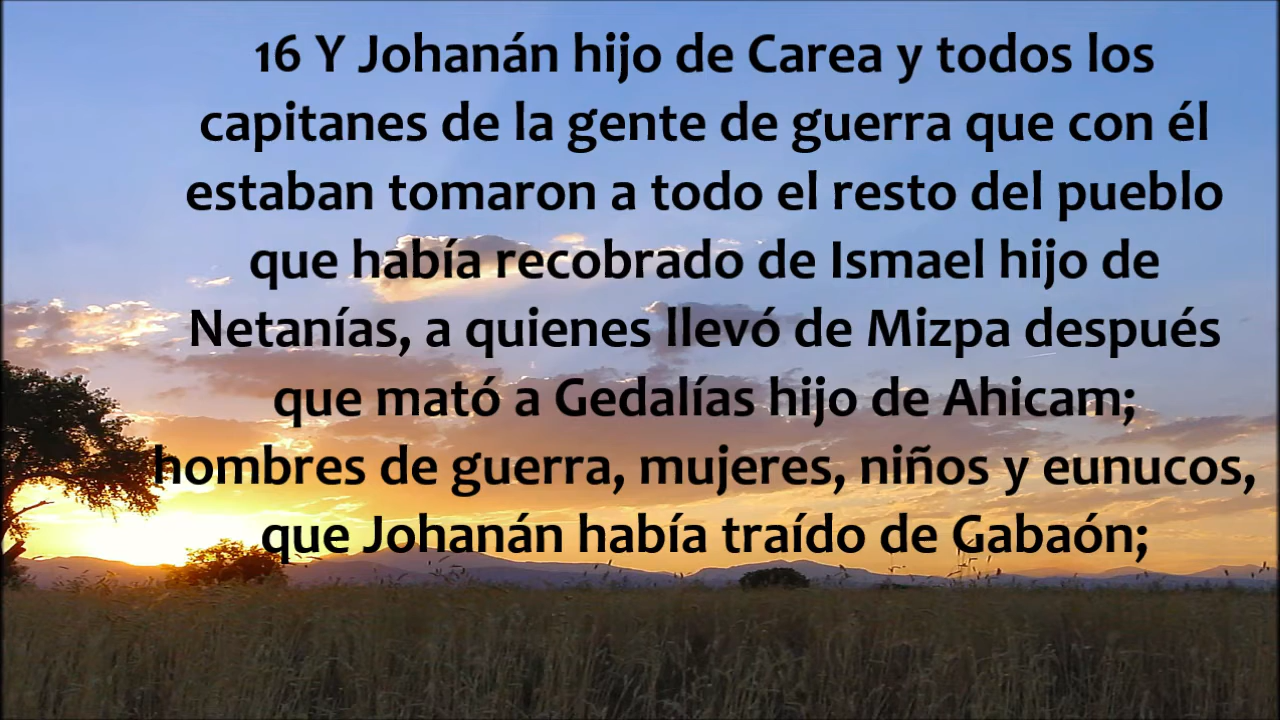 16 Y Johanán hijo de Carea y todos los
capitanes de la gente de guerra que con él
estaban tomaron a todo el resto del pueblo
que había recobrado de Ismael hijo de
Netanías, a quienes llevó de Mizpa después
que mató a Gedalías hijo de Ahicam;
hombres de guerra, mujeres, niños y eunucos,
que Johanán había traído de Gabaón;